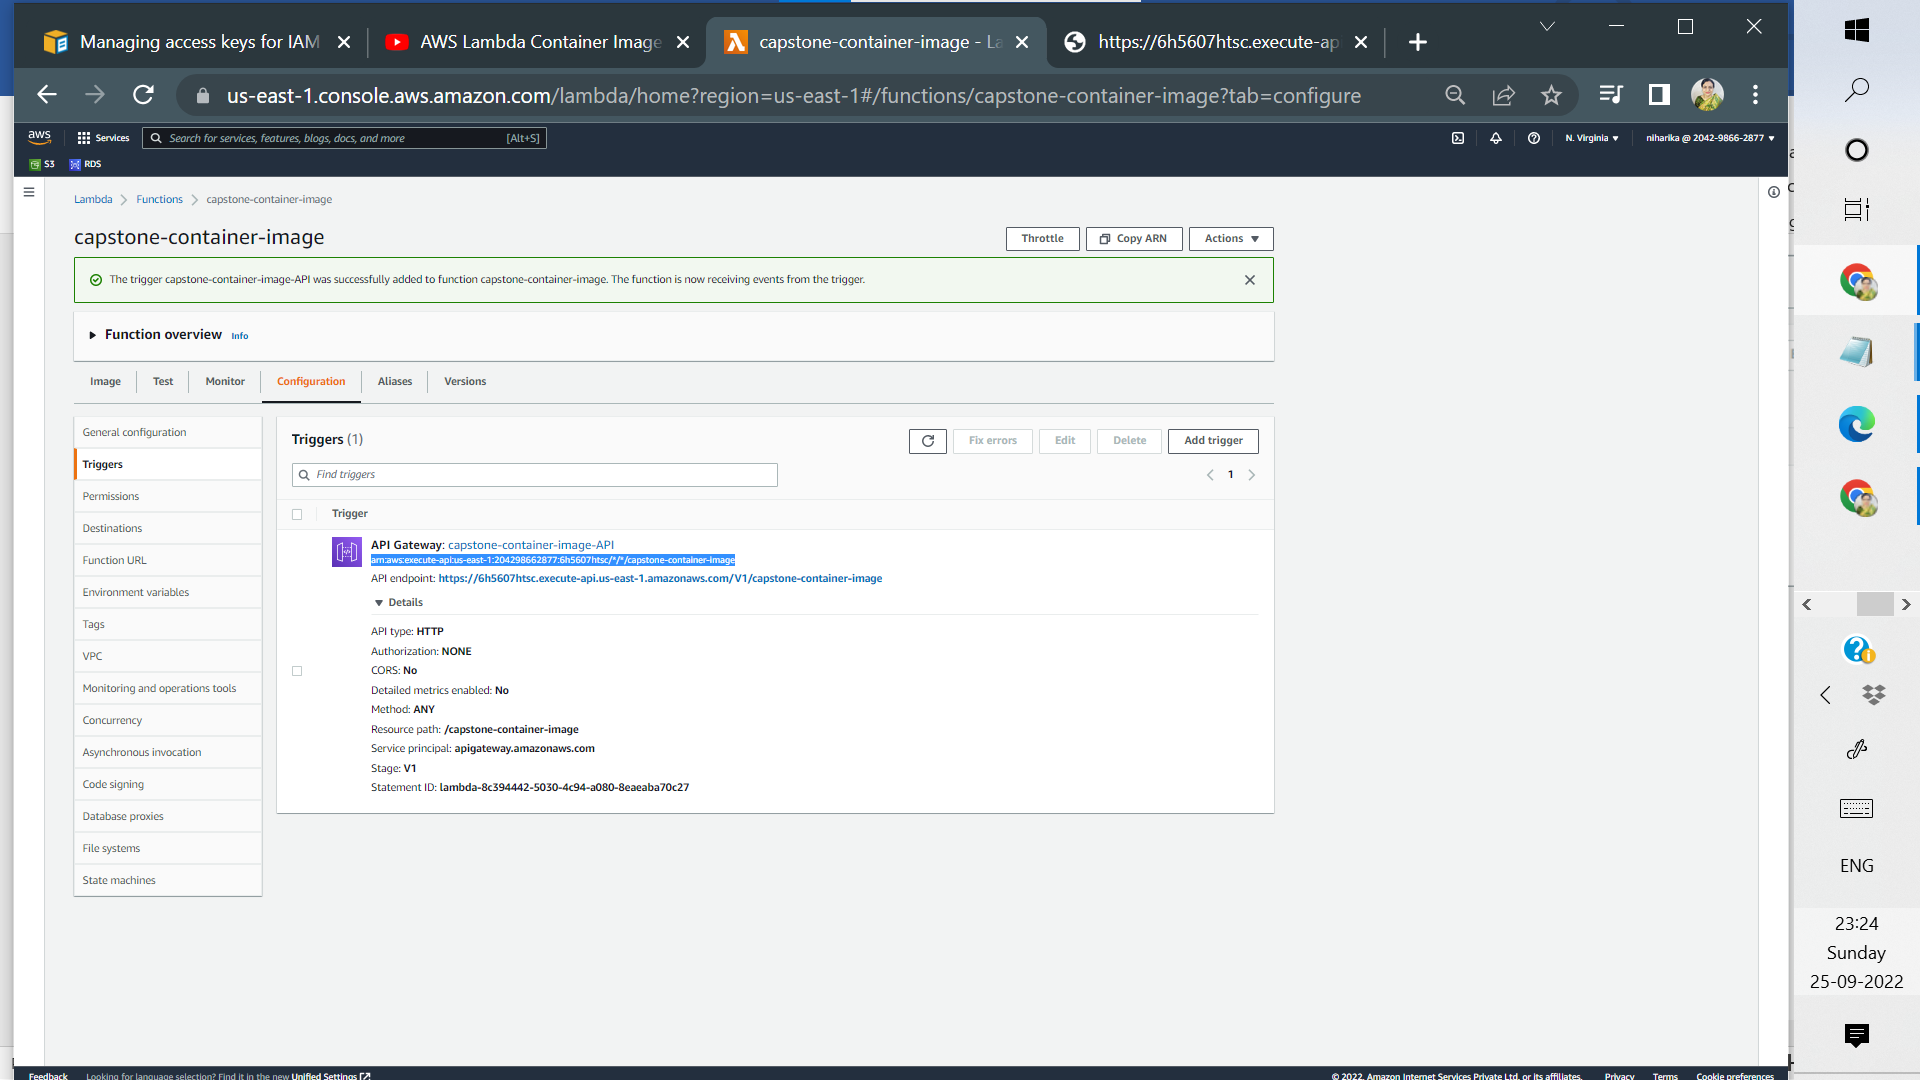 Managing access keys for IAM
AWS Lambda Container Image
capstone-container-image - La
https://6h5607htsc.execute-ap
us-east-1.console.aws.amazon.com/lambda/home?region=us-east-1#/functions/capstone-container-image?tab=configure
aws
Services
Search for services, features, blogs, docs, and more
[Alt+S]
N. Virginia
niharika @ 2042-9866-2877
S3
RDS
Lambda
Functions
capstone-container-image
capstone-container-image
Throttle
Copy ARN
Actions
The trigger capstone-container-image-API was successfully added to function capstone-container-image. The function is now receiving events from the trigger.
Function overview Info
Image
Test
Monitor
Configuration
Aliases
Versions
General configuration
Triggers
Permissions
Destinations
Function URL
Environment variables
Tags
VPC
Monitoring and operations tools
Concurrency
Asynchronous invocation
Code signing
Database proxies
File systems
State machines
Triggers (1)
Fix errors
Edit
Delete
Add trigger
Find triggers
1
Trigger
API Gateway: capstone-container-image-API
arn:aws:execute-api:us-east-1:204298662877:6h5607htsc/*/*/capstone-container-image
API endpoint: https://6h5607htsc.execute-api.us-east-1.amazonaws.com/V1/capstone-container-image
Details
API type: HTTP
Authorization: NONE
CORS: No
Detailed metrics enabled: No
Method: ANY
Resource path: /capstone-container-image
Service principal: apigateway.amazonaws.com
Stage: V1
Statement ID: lambda-8c394442-5030-4c94-a080-8eaeaba70c27
Feedback
Looking for language selection? Find it in the new Unified Settings
© 2022, Amazon Internet Services Private Ltd. or its affiliates.
Privacy
Terms
Cookie preferences
ENG
23:24
Sunday
25-09-2022